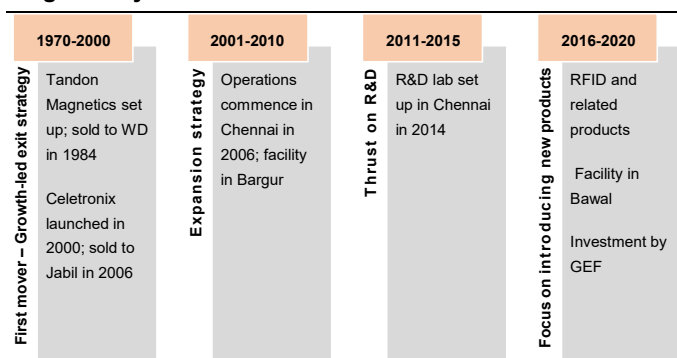 1970-2000
First mover – Growth-led exit strategy
Tandon
Magnetics set
up; sold to WD
in 1984
Celetronix
launched in
2000; sold to
Jabil in 2006
2001-2010
Expansion strategy
Operations
commence in
Chennai in
2006; facility
in Bargur
2011-2015
Thrust on R&D
R&D lab set
up in Chennai
in 2014
2016-2020
Focus on introducing new products
RFID and
related
products
Facility in
Bawal
Investment by
GEF